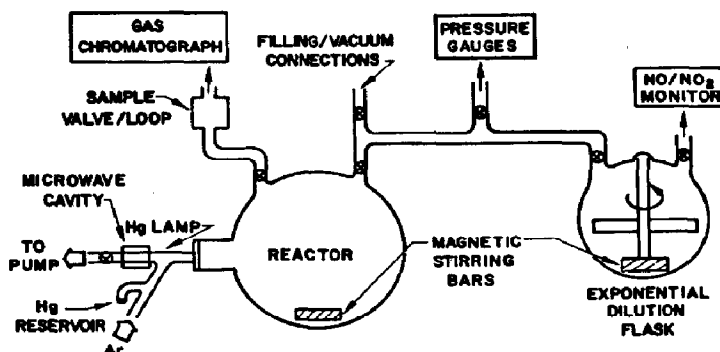 GAS
CHROMATOGRAPH
FILLING/VACUUM
CONNECTIONS
PRESSURE
GAUGES
NO/NO₂
MONITOR
SAMPLE
VALVE/LOOP
MICROWAVE
CAVITY
Hg LAMP
TO
PUMP
REACTOR
MAGNETIC
STIRRING
BARS
Hg
RESERVOIR
Ar
EXPONENTIAL
DILUTION
FLASK